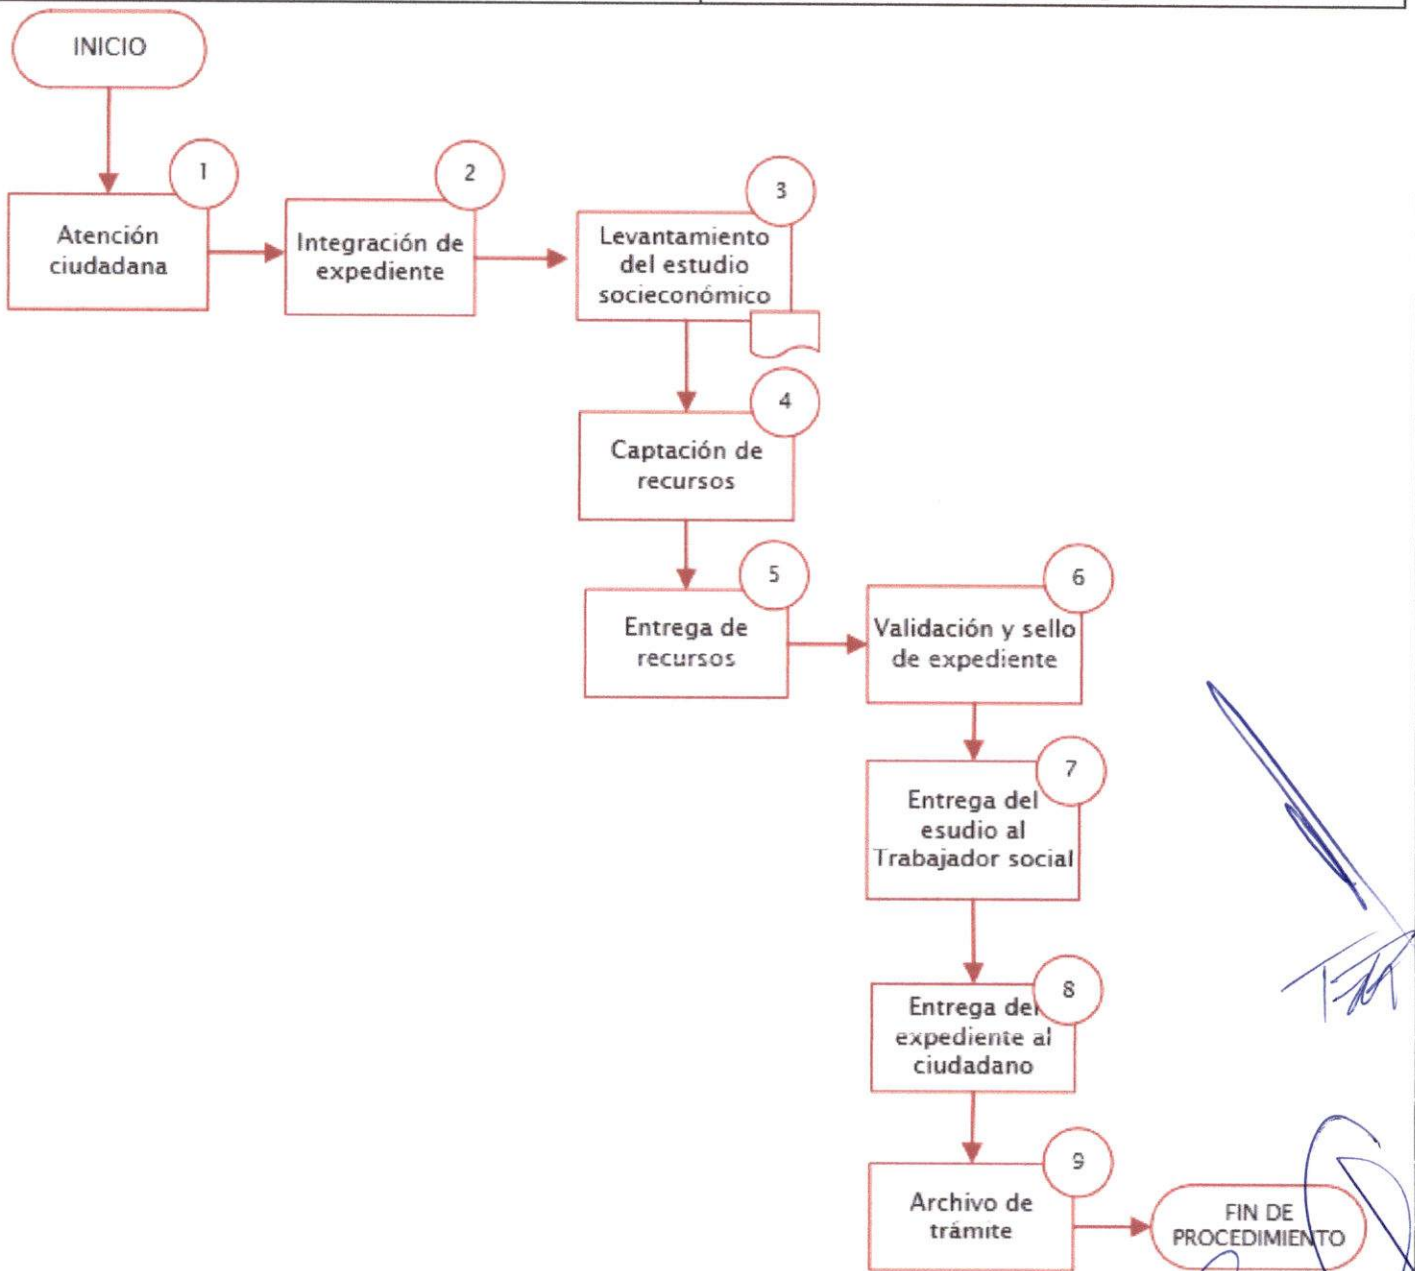 INICIO
1
Atención
ciudadana
2
Integración de
expediente
3
Levantamiento
del estudio
socieconómico
4
Captación de
recursos
5
Entrega de
recursos
6
Validación y sello
de expediente
7
Entrega del
esudio al
Trabajador social
8
Entrega del
expediente al
ciudadano
9
Archivo de
trámite
FIN DE
PROCEDIMIENTO